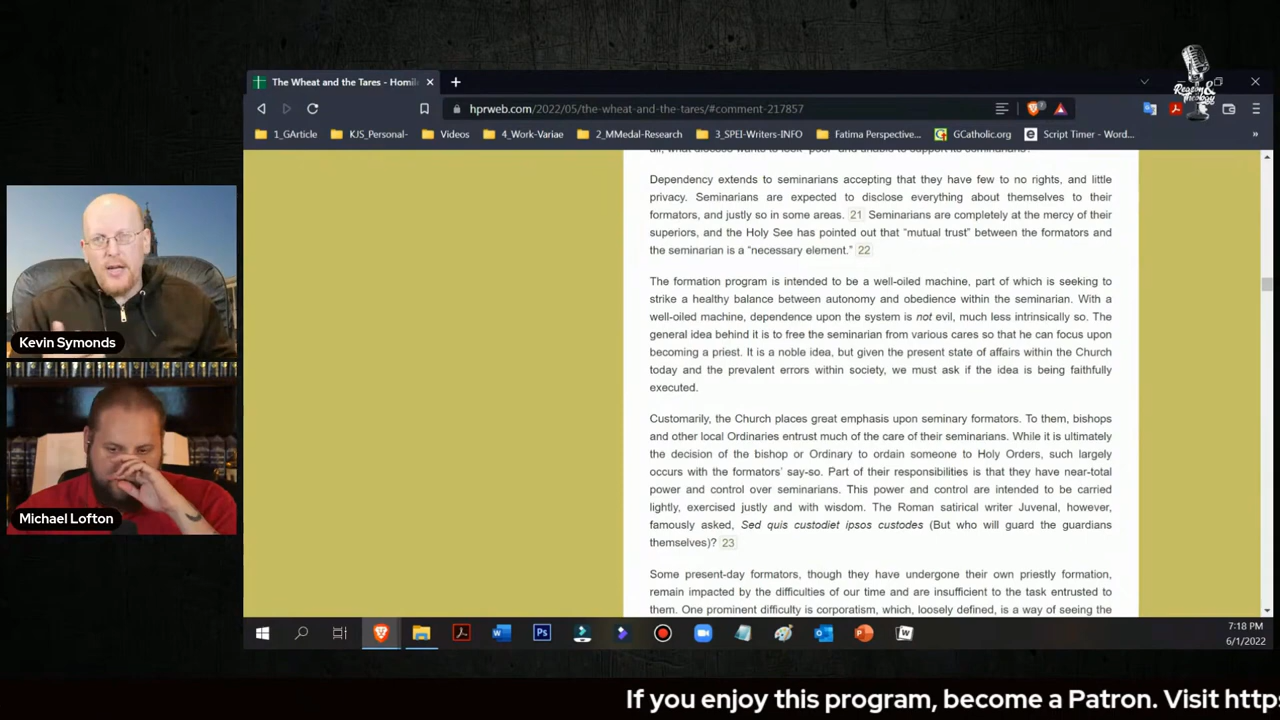 Reason &
Theology
The Wheat and the Tares - Homil
hprweb.com/2022/05/the-wheat-and-the-tares/#comment-217857
1_GArticle KJS_Personal- Videos 4_Work-Variae 2_MMedal-Research 3_SPEI-Writers-INFO Fatima Perspective... GCatholic.org Script Timer - Word... »
Dependency extends to seminarians accepting that they have few to no rights, and little
privacy. Seminarians are expected to disclose everything about themselves to their
formators, and justly so in some areas. 21 Seminarians are completely at the mercy of their
superiors, and the Holy See has pointed out that “mutual trust” between the formators and
the seminarian is a “necessary element.” 22
The formation program is intended to be a well-oiled machine, part of which is seeking to
strike a healthy balance between autonomy and obedience within the seminarian. With a
well-oiled machine, dependence upon the system is not evil, much less intrinsically so. The
general idea behind it is to free the seminarian from various cares so that he can focus upon
becoming a priest. It is a noble idea, but given the present state of affairs within the Church
today and the prevalent errors within society, we must ask if the idea is being faithfully
executed.
Customarily, the Church places great emphasis upon seminary formators. To them, bishops
and other local Ordinaries entrust much of the care of their seminarians. While it is ultimately
the decision of the bishop or Ordinary to ordain someone to Holy Orders, such largely
occurs with the formators’ say-so. Part of their responsibilities is that they have near-total
power and control over seminarians. This power and control are intended to be carried
lightly, exercised justly and with wisdom. The Roman satirical writer Juvenal, however,
famously asked, Sed quis custodiet ipsos custodes (But who will guard the guardians
themselves)? 23
Some present-day formators, though they have undergone their own priestly formation,
remain impacted by the difficulties of our time and are insufficient to the task entrusted to
them. One prominent difficulty is corporatism, which, loosely defined, is a way of seeing the
Kevin Symonds
Michael Lofton
7:18 PM
6/1/2022
If you enjoy this program, become a Patron. Visit https